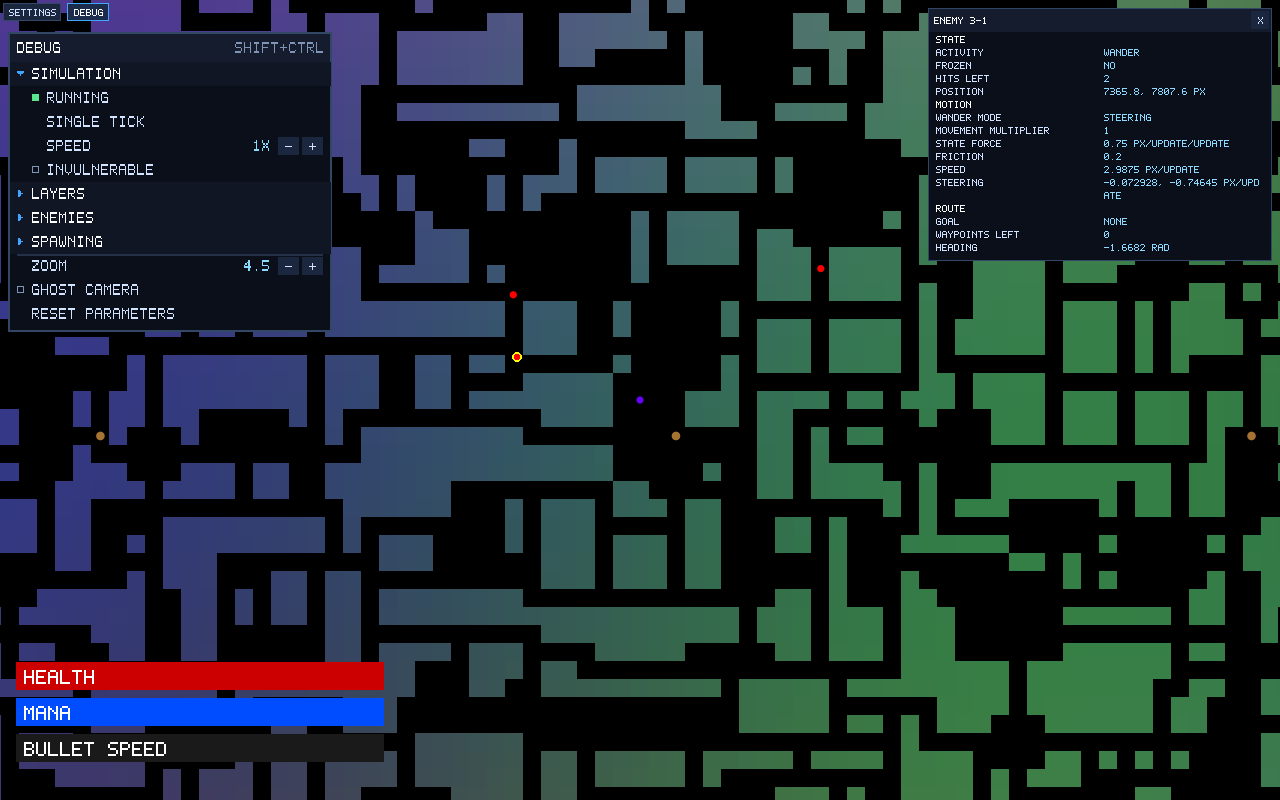 SETTINGS DEBUG
DEBUG SHIFT+CTRL
SIMULATION
RUNNING
SINGLE TICK
SPEED 1X - +
INVULNERABLE
LAYERS
ENEMIES
SPAWNING
ZOOM 4.5 - +
GHOST CAMERA
RESET PARAMETERS
ENEMY 3-1 X
STATE
ACTIVITY WANDER
FROZEN NO
HITS LEFT 2
POSITION 7365.8, 7807.6 PX
MOTION
WANDER MODE STEERING
MOVEMENT MULTIPLIER 1
STATE FORCE 0.75 PX/UPDATE/UPDATE
FRICTION 0.2
SPEED 2.9875 PX/UPDATE
STEERING -0.072928, -0.74645 PX/UPD
ATE
ROUTE
GOAL NONE
WAYPOINTS LEFT 0
HEADING -1.6682 RAD
HEALTH
MANA
BULLET SPEED